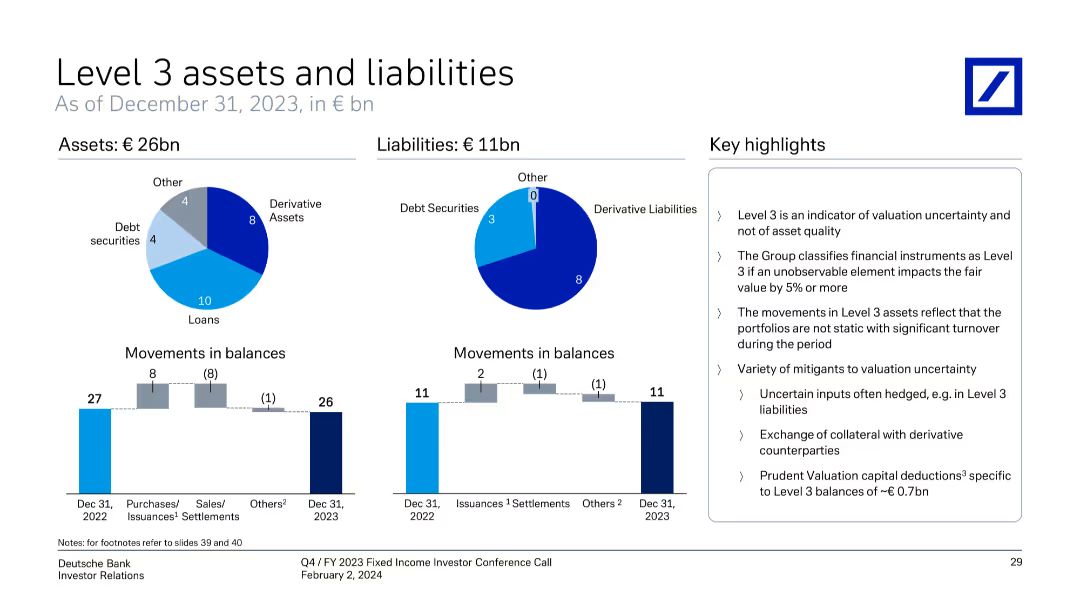 Level 3 assets and liabilities
As of December 31, 2023, in € bn
Assets: € 26bn
Other
4
Derivative
Assets
8
Debt
securities
4
10
Loans
Movements in balances
8
(8)
27
(1)
26
Dec 31,
2022
Purchases/
Issuances¹
Sales/
Settlements
Others²
Dec 31,
2023
Liabilities: € 11bn
Other
0
Debt Securities
3
Derivative Liabilities
8
Movements in balances
2
(1)
(1)
11
11
Dec 31,
2022
Issuances ¹
Settlements
Others ²
Dec 31,
2023
Key highlights
〉 Level 3 is an indicator of valuation uncertainty and
not of asset quality
〉 The Group classifies financial instruments as Level
3 if an unobservable element impacts the fair
value by 5% or more
〉 The movements in Level 3 assets reflect that the
portfolios are not static with significant turnover
during the period
〉 Variety of mitigants to valuation uncertainty
〉 Uncertain inputs often hedged, e.g. in Level 3
liabilities
〉 Exchange of collateral with derivative
counterparties
〉 Prudent Valuation capital deductions³ specific
to Level 3 balances of ~€ 0.7bn
Notes: for footnotes refer to slides 39 and 40
Deutsche Bank
Investor Relations
Q4 / FY 2023 Fixed Income Investor Conference Call
February 2, 2024
29